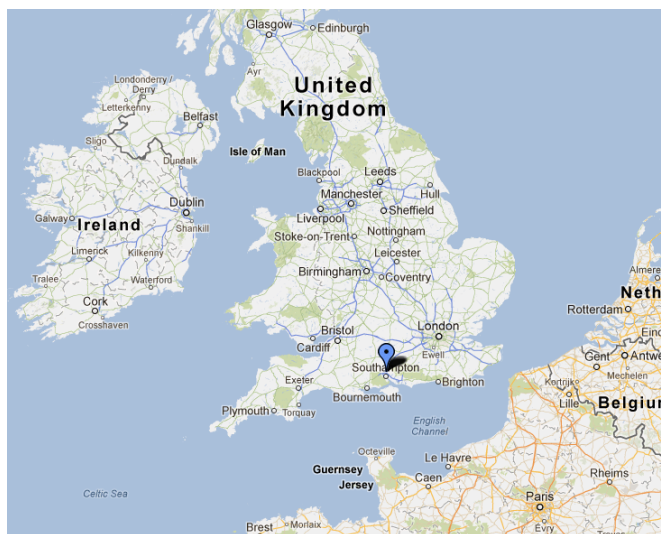 Glasgow
Edinburgh
Ayr
United
Kingdom
Londonderry /
Derry
Letterkenny
Belfast
Sligo
Isle of Man
Dundalk
Blackpool
Leeds
Hull
Manchester
Dublin
Liverpool
Sheffield
Galway
Ireland
Shankill
Stoke-on-Trent
Nottingham
Limerick
Kilkenny
Leicester
Birmingham
Coventry
Almere
Tralee
Waterford
Neth
Cork
Rotterdam
Crosshaven
Bristol
London
Eind
Cardiff
Ewell
Gent
Antwe
Southampton
Mechelen
Exeter
Brighton
Kortrijk
Bournemouth
Lille
Belgium
Plymouth
Torquay
English
Channel
Octeville
Le Havre
Guernsey
Rheims
Jersey
Caen
Celtic Sea
Paris
Brest
Morlaix
Évry